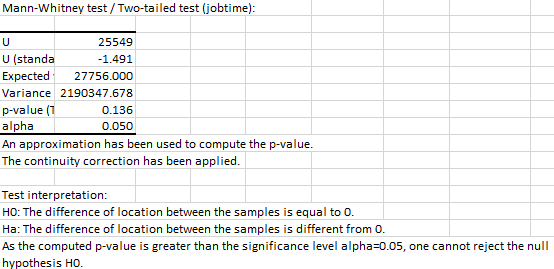 Mann-Whitney test / Two-tailed test (jobtime):
U 25549
U (standa -1.491
Expected 27756.000
Variance 2190347.678
p-value (T 0.136
alpha 0.050
An approximation has been used to compute the p-value.
The continuity correction has been applied.
Test interpretation:
H0: The difference of location between the samples is equal to 0.
Ha: The difference of location between the samples is different from 0.
As the computed p-value is greater than the significance level alpha=0.05, one cannot reject the null
hypothesis H0.